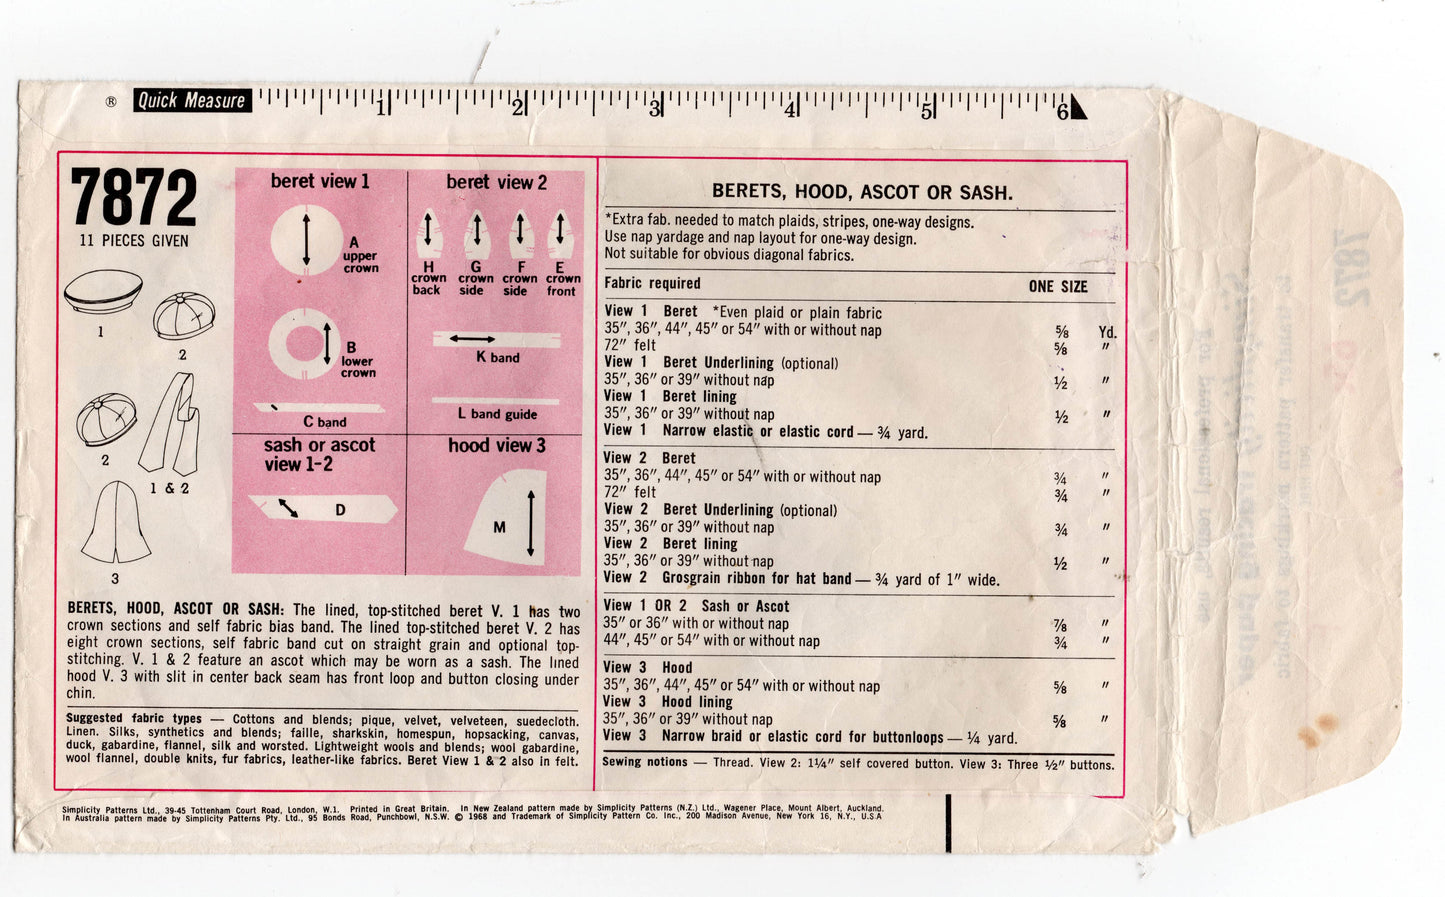 ® Quick Measure 1 2 3 4 5 6
7872
11 PIECES GIVEN
1
2
2
1 & 2
3
beret view 1
A
upper
crown
B
lower
crown
C band
beret view 2
H G F E
crown crown crown crown
back side side front
K band
L band guide
sash or ascot
view 1-2
D
hood view 3
M
BERETS, HOOD, ASCOT OR SASH: The lined, top-stitched beret V. 1 has two
crown sections and self fabric bias band. The lined top-stitched beret V. 2 has
eight crown sections, self fabric band cut on straight grain and optional top-
stitching. V. 1 & 2 feature an ascot which may be worn as a sash. The lined
hood V. 3 with slit in center back seam has front loop and button closing under
chin.
Suggested fabric types — Cottons and blends; pique, velvet, velveteen, suedecloth.
Linen. Silks, synthetics and blends; faille, sharkskin, homespun, hopsacking, canvas,
duck, gabardine, flannel, silk and worsted. Lightweight wools and blends; wool gabardine,
wool flannel, double knits, fur fabrics, leather-like fabrics. Beret View 1 & 2 also in felt.
BERETS, HOOD, ASCOT OR SASH.
*Extra fab. needed to match plaids, stripes, one-way designs.
Use nap yardage and nap layout for one-way design.
Not suitable for obvious diagonal fabrics.
Fabric required ONE SIZE
View 1 Beret *Even plaid or plain fabric
35", 36", 44", 45" or 54" with or without nap ⅝ Yd.
72" felt ⅝ "
View 1 Beret Underlining (optional)
35", 36" or 39" without nap ½ "
View 1 Beret lining
35", 36" or 39" without nap ½ "
View 1 Narrow elastic or elastic cord — ¾ yard.
View 2 Beret
35", 36", 44", 45" or 54" with or without nap ¾ "
72" felt ¾ "
View 2 Beret Underlining (optional)
35", 36" or 39" without nap ¾ "
View 2 Beret lining
35", 36" or 39" without nap ½ "
View 2 Grosgrain ribbon for hat band — ¾ yard of 1" wide.
View 1 OR 2 Sash or Ascot
35" or 36" with or without nap ⅞ "
44", 45" or 54" with or without nap ¾ "
View 3 Hood
35", 36", 44", 45" or 54" with or without nap ⅝ "
View 3 Hood lining
35", 36" or 39" without nap ⅝ "
View 3 Narrow braid or elastic cord for buttonloops — ¼ yard.
Sewing notions — Thread. View 2: 1¼" self covered button. View 3: Three ½" buttons.
Simplicity Patterns Ltd., 39-45 Tottenham Court Road, London, W.1. Printed in Great Britain. In New Zealand pattern made by Simplicity Patterns (N.Z.) Ltd., Wagener Place, Mount Albert, Auckland.
In Australia pattern made by Simplicity Patterns Pty. Ltd., 95 Bonds Road, Punchbowl, N.S.W. © 1968 and Trademark of Simplicity Pattern Co. Inc., 200 Madison Avenue, New York 16, N.Y., U.S.A
7872